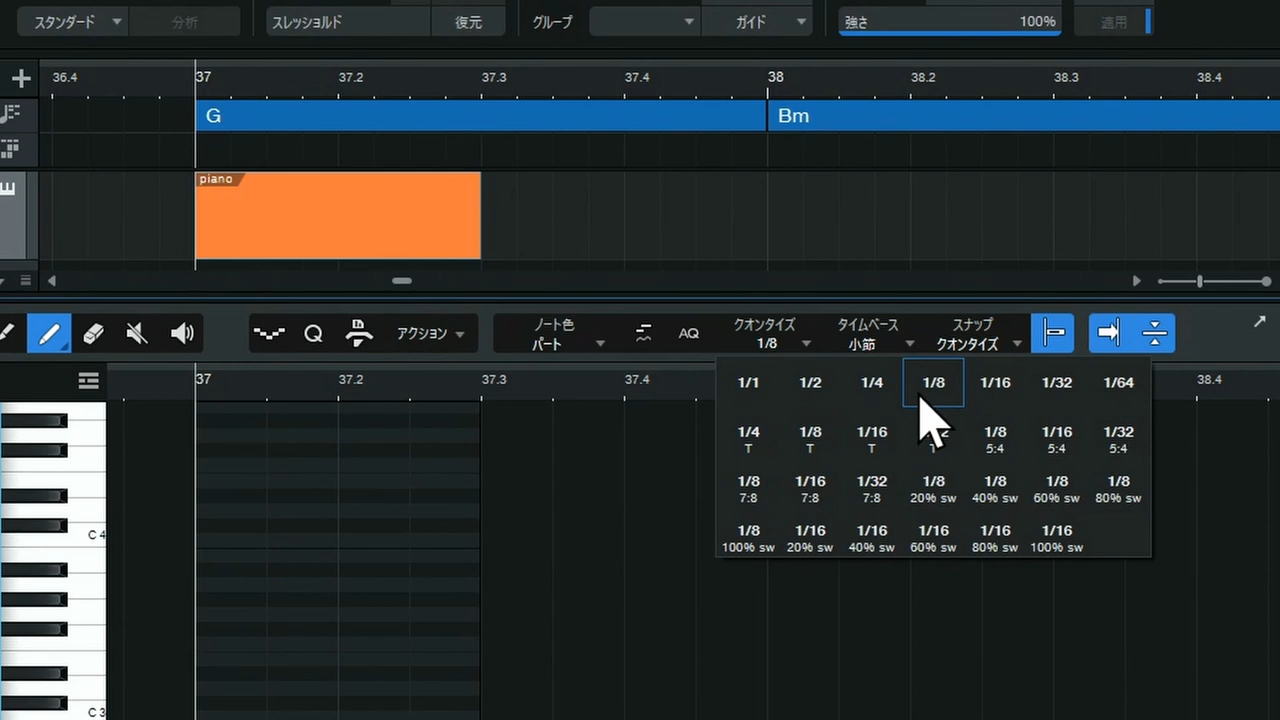 スタンダード 分析 スレッショルド 復元 グループ ガイド 強さ 100% 適用
36.4 37 37.2 37.3 37.4 38 38.2 38.3 38.4
G Bm
piano
アクション ノート色 パート AQ クオンタイズ 1/8 タイムベース 小節 スナップ クオンタイズ
37 37.2 37.3 37.4 38.4
1/1 1/2 1/4 1/8 1/16 1/32 1/64
1/4 1/8 1/16 1/8 1/16 1/32
T T T T 5:4 5:4 5:4
1/8 1/16 1/32 1/8 1/8 1/8 1/8
7:8 7:8 7:8 20% sw 40% sw 60% sw 80% sw
1/8 1/16 1/16 1/16 1/16 1/16
100% sw 20% sw 40% sw 60% sw 80% sw 100% sw
C 4
C 3